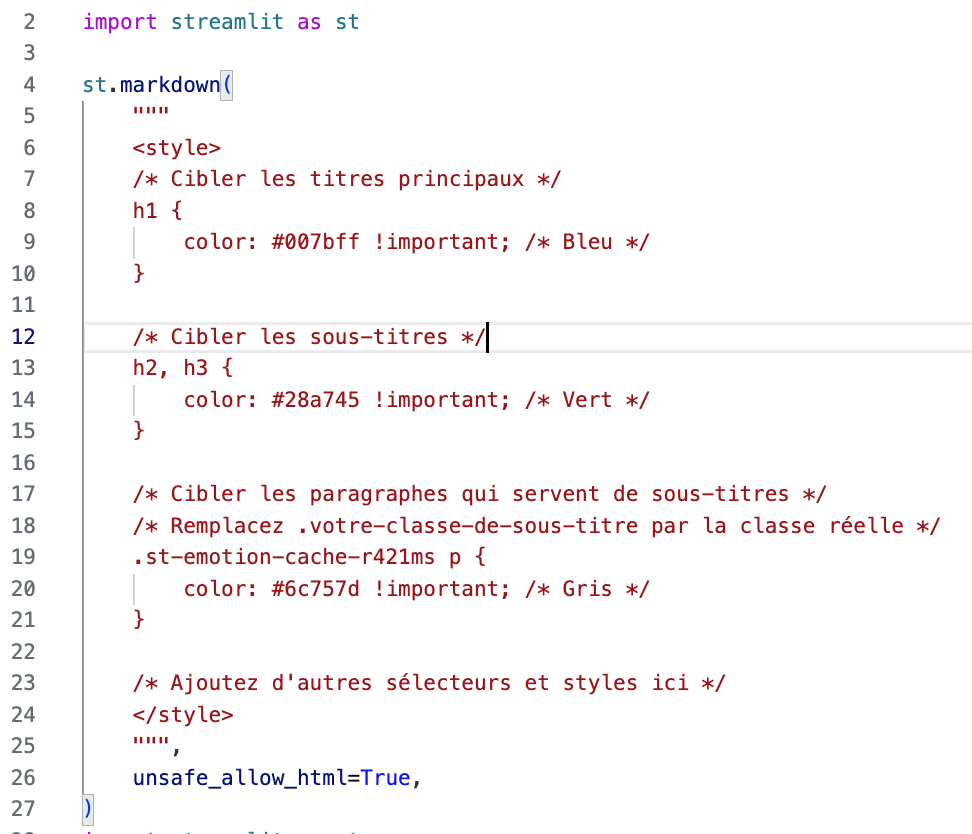 2 import streamlit as st
3
4 st.markdown(
5 """
6 <style>
7 /* Cibler les titres principaux */
8 h1 {
9 color: #007bff !important; /* Bleu */
10 }
11
12 /* Cibler les sous-titres */
13 h2, h3 {
14 color: #28a745 !important; /* Vert */
15 }
16
17 /* Cibler les paragraphes qui servent de sous-titres */
18 /* Remplacez .votre-classe-de-sous-titre par la classe réelle */
19 .st-emotion-cache-r421ms p {
20 color: #6c757d !important; /* Gris */
21 }
22
23 /* Ajoutez d'autres sélecteurs et styles ici */
24 </style>
25 """,
26 unsafe_allow_html=True,
27 )